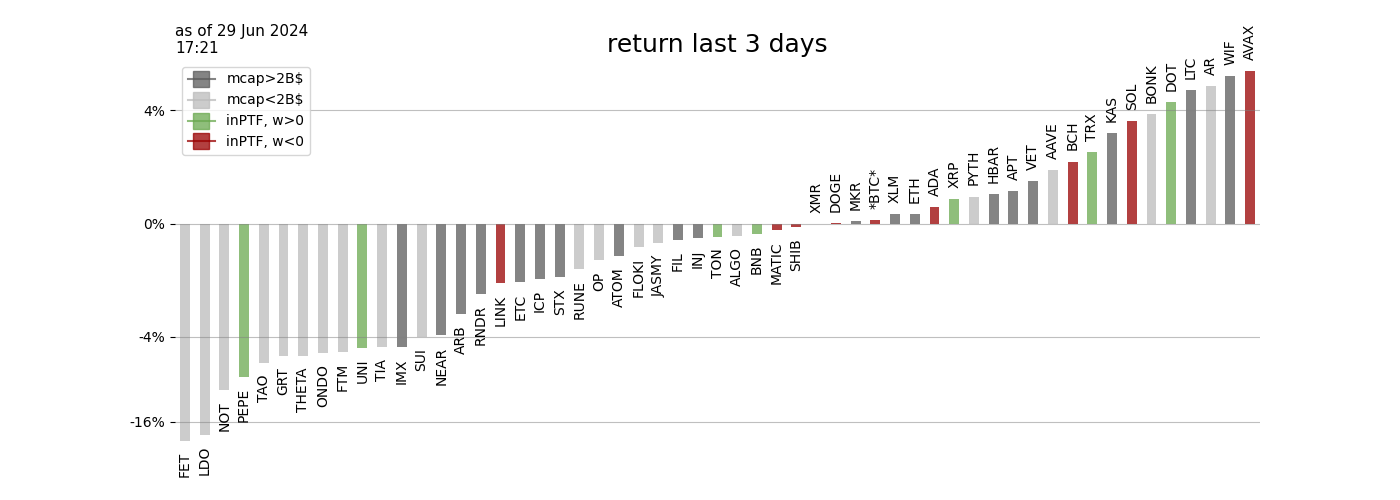 as of 29 Jun 2024
17:21
return last 3 days
mcap>2B$
mcap<2B$
inPTF, w>0
inPTF, w<0
4%
0%
-4%
-16%
FET
LDO
NOT
PEPE
TAO
GRT
THETA
ONDO
FTM
UNI
TIA
IMX
SUI
NEAR
ARB
RNDR
LINK
ETC
ICP
STX
RUNE
OP
ATOM
FLOKI
JASMY
FIL
INJ
TON
ALGO
BNB
MATIC
SHIB
XMR
DOGE
MKR
*BTC*
XLM
ETH
ADA
XRP
PYTH
HBAR
APT
VET
AAVE
BCH
TRX
KAS
SOL
BONK
DOT
LTC
AR
WIF
AVAX